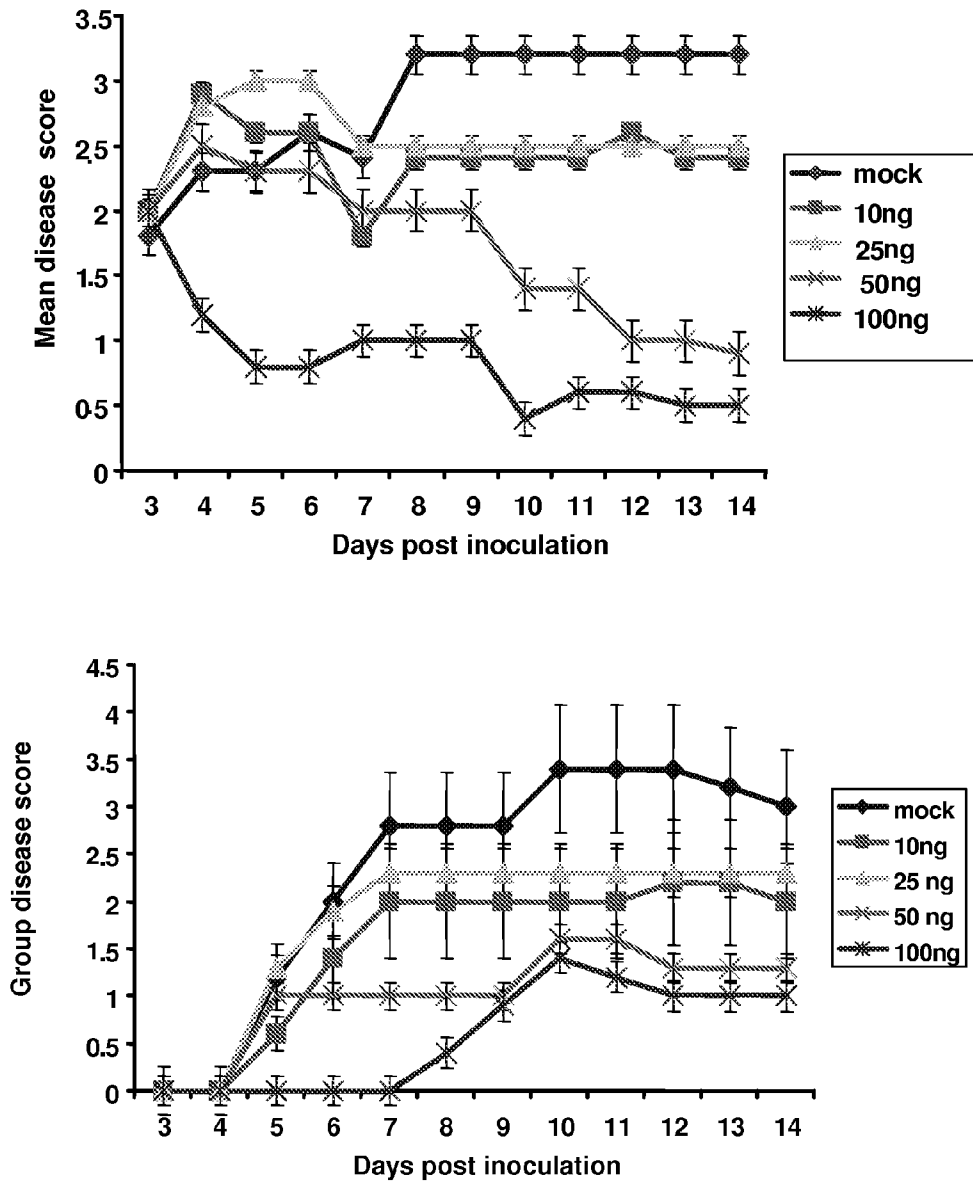 3.5
3
2.5
2
1.5
1
0.5
0
Mean disease score
3 4 5 6 7 8 9 10 11 12 13 14
Days post inoculation
mock
10ng
25ng
50ng
100ng
4.5
4
3.5
3
2.5
2
1.5
1
0.5
0
Group disease score
3 4 5 6 7 8 9 10 11 12 13 14
Days post inoculation
mock
10ng
25 ng
50 ng
100ng